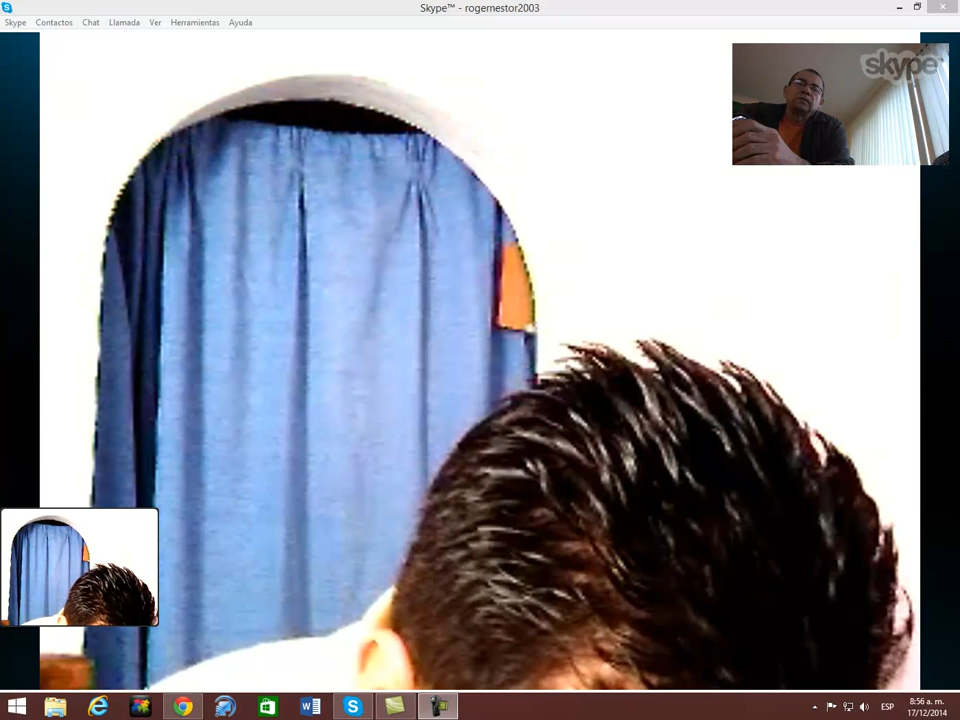 Skype™ - rogernestor2003
Skype Contactos Chat Llamada Ver Herramientas Ayuda
skype
ESP
8:56 a. m.
17/12/2014